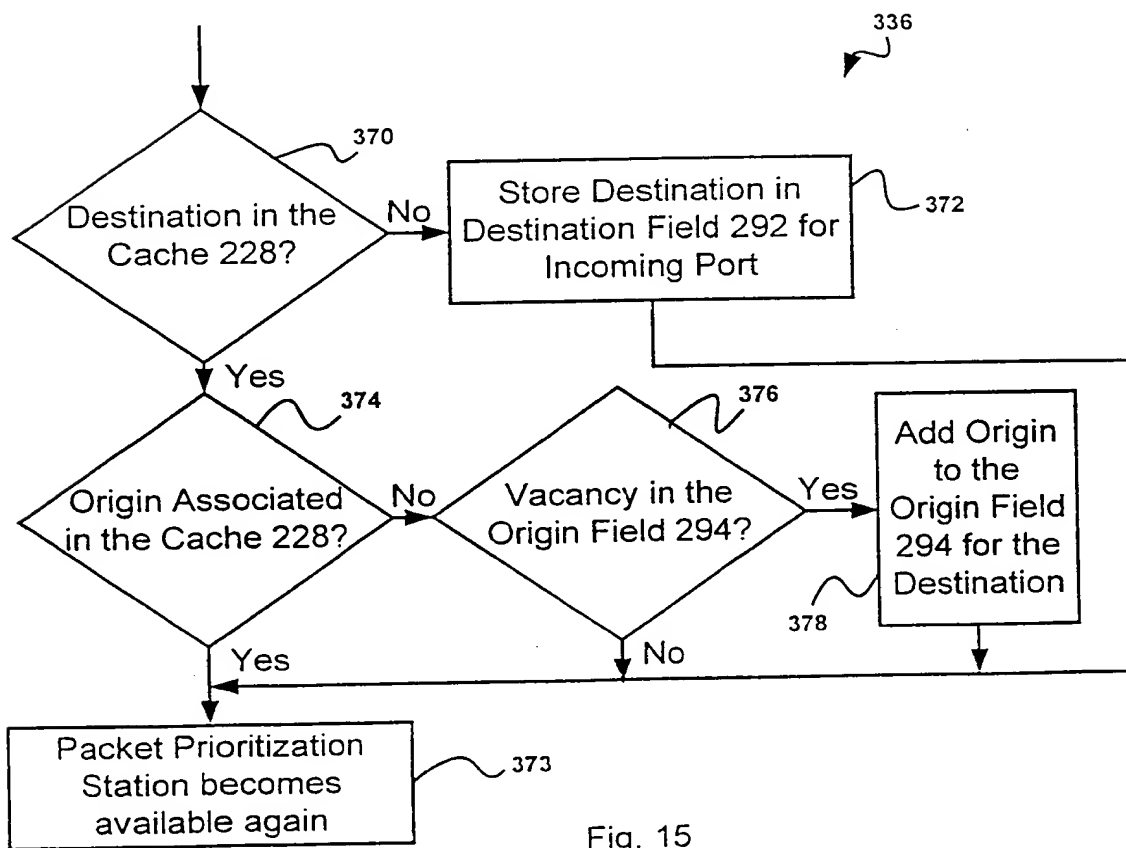 336
370
Destination in the
Cache 228?
No
Store Destination in
Destination Field 292 for
Incoming Port
372
Yes
374
Origin Associated
in the Cache 228?
No
376
Vacancy in the
Origin Field 294?
Yes
Add Origin
to the
Origin Field
294 for the
Destination
378
Yes
No
Packet Prioritization
Station becomes
available again
373
Fig. 15